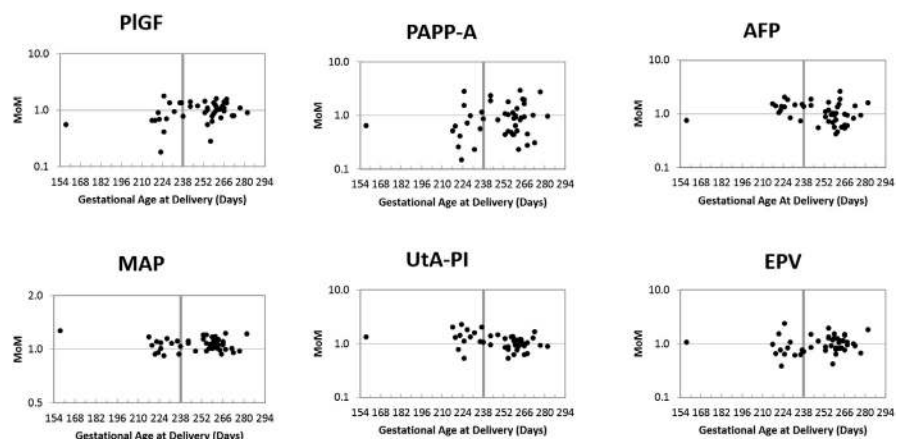 PlGF
10.0
MoM
1.0
0.1
154 168 182 196 210 224 238 252 266 280 294
Gestational Age at Delivery (Days)
PAPP-A
10.0
MoM
1.0
0.1
154 168 182 196 210 224 238 252 266 280 294
Gestational Age at Delivery (Days)
AFP
10.0
MoM
1.0
0.1
154 168 182 196 210 224 238 252 266 280 294
Gestational Age At Delivery (Days)
MAP
2.0
MoM
1.0
0.5
154 168 182 196 210 224 238 252 266 280 294
Gestational Age at Delivery (Days)
UtA-PI
10.0
MoM
1.0
0.1
154 168 182 196 210 224 238 252 266 280 294
Gestational Age at Delivery (Days)
EPV
10.0
MoM
1.0
0.1
154 168 182 196 210 224 238 252 266 280 294
Gestational Age at Delivery (Days)